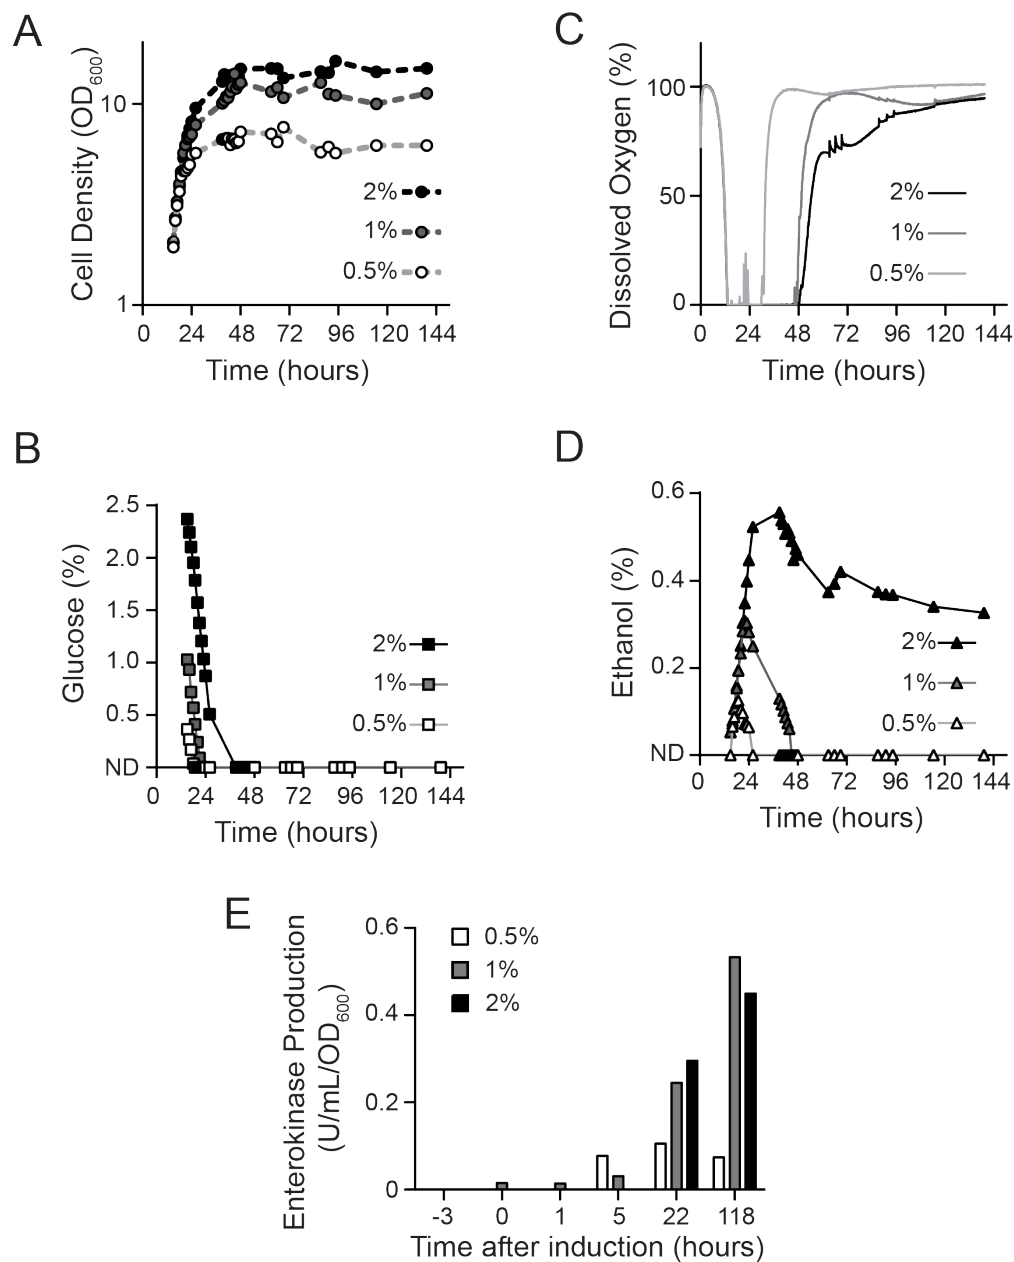 A
Cell Density (OD600)
10
1
2%
1%
0.5%
0 24 48 72 96 120 144
Time (hours)
C
Dissolved Oxygen (%)
100
50
0
2%
1%
0.5%
0 24 48 72 96 120 144
Time (hours)
B
Glucose (%)
2.5
2.0
1.5
1.0
0.5
ND
2%
1%
0.5%
0 24 48 72 96 120 144
Time (hours)
D
Ethanol (%)
0.6
0.4
0.2
ND
2%
1%
0.5%
0 24 48 72 96 120 144
Time (hours)
E
Enterokinase Production
(U/mL/OD600)
0.6
0.4
0.2
0
0.5%
1%
2%
-3 0 1 5 22 118
Time after induction (hours)